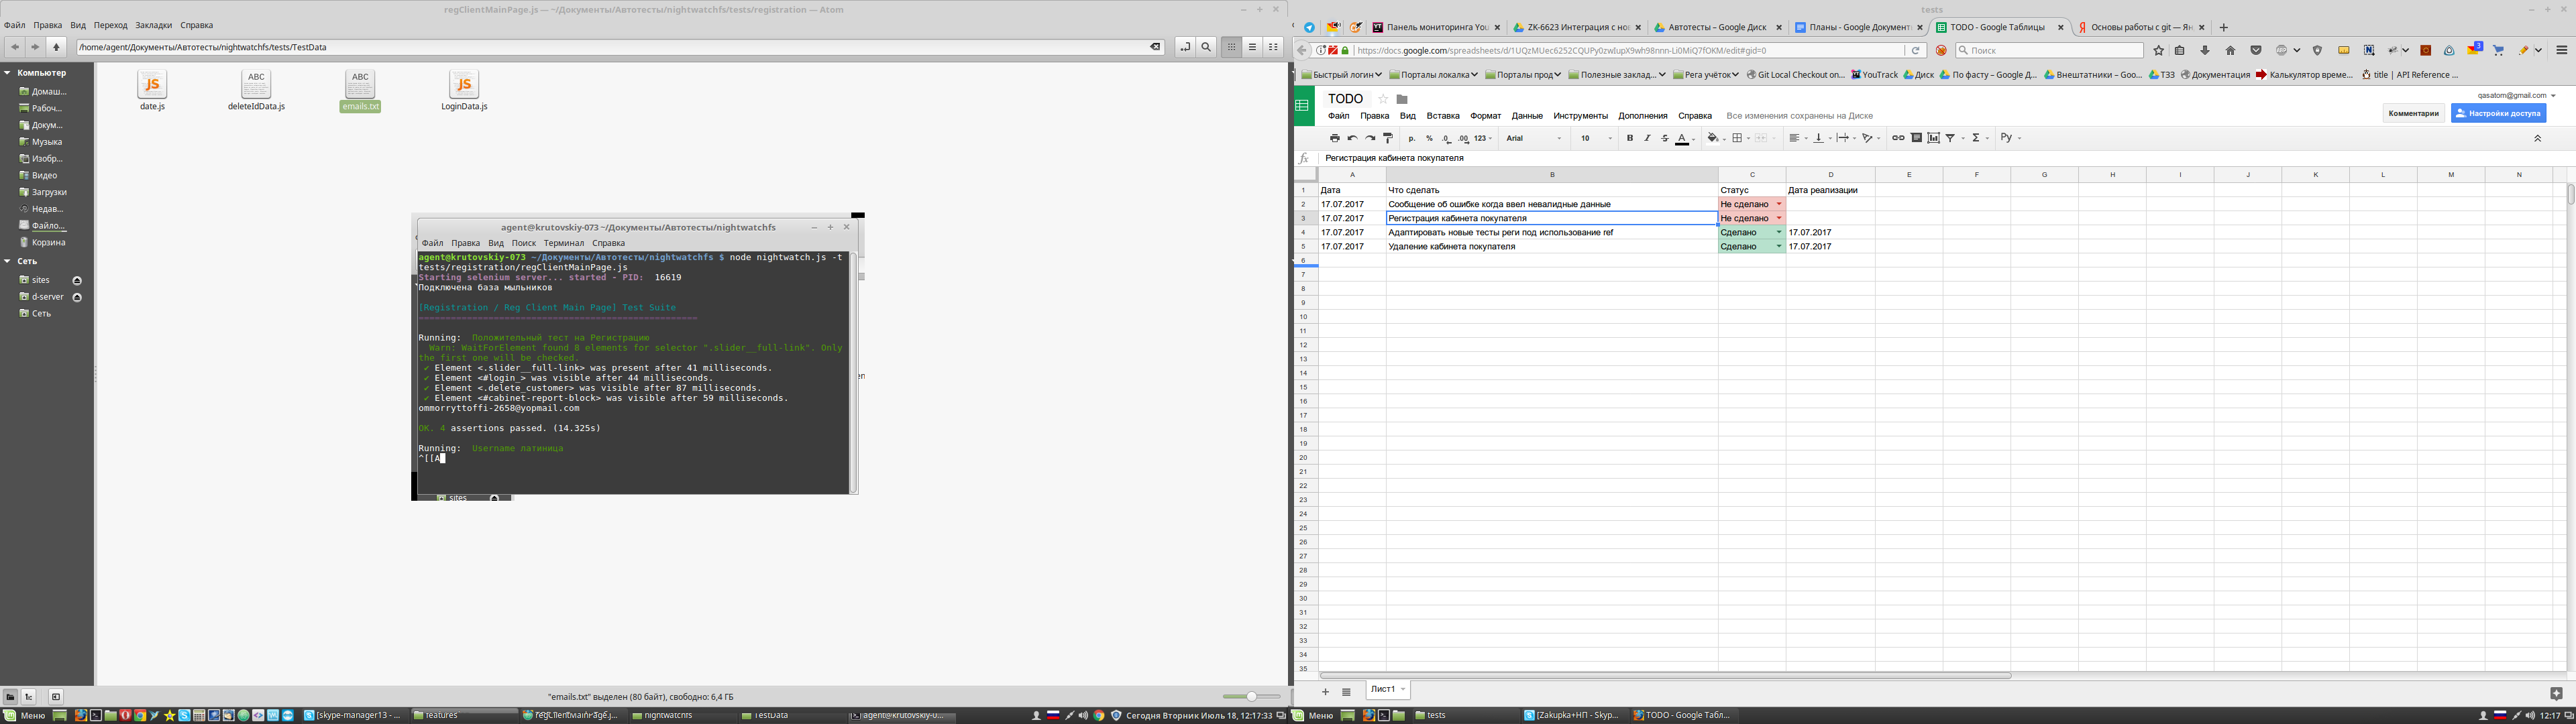 regClientMainPage.js — ~/Документы/Автотесты/nightwatchfs/tests/registration — Atom
Файл Правка Вид Переход Закладки Справка
/home/agent/Документы/Автотесты/nightwatchfs/tests/TestData
Компьютер
Домаш...
Рабоч...
Докум...
Музыка
Изобр...
Видео
Загрузки
Недав...
Файло...
Корзина
Сеть
sites
d-server
Сеть
date.js
deleteIdData.js
emails.txt
LoginData.js
agent@krutovskiy-073 ~/Документы/Автотесты/nightwatchfs
Файл Правка Вид Поиск Терминал Справка
agent@krutovskiy-073 ~/Документы/Автотесты/nightwatchfs $ node nightwatch.js -t
tests/registration/regClientMainPage.js
Starting selenium server... started - PID: 16619
Подключена база мыльников
[Registration / Reg Client Main Page] Test Suite
================================================
Running: Положительный тест на Регистрацию
Warn: WaitForElement found 8 elements for selector ".slider__full-link". Only
the first one will be checked.
✔ Element <.slider__full-link> was present after 41 milliseconds.
✔ Element <#login_> was visible after 44 milliseconds.
✔ Element <.delete_customer> was visible after 87 milliseconds.
✔ Element <#cabinet-report-block> was visible after 59 milliseconds.
ommorryttoffi-2658@yopmail.com
OK. 4 assertions passed. (14.325s)
Running: Username латиница
^[[A
sites
"emails.txt" выделен (80 байт), свободно: 6,4 ГБ
Меню
[skype-manager13 - ...
features
regClientMainPage.j...
nightwatchfs
TestData
agent@krutovskiy-0...
Сегодня Вторник Июль 18, 12:17:33
tests
Панель мониторинга You
ZK-6623 Интеграция с нов
Автотесты – Google Диск
Планы - Google Документ
TODO - Google Таблицы
Основы работы с git — Ян
https://docs.google.com/spreadsheets/d/1UQzMUec6252CQUPy0zwIupX9wh98nnn-Li0MiQ7fOKM/edit#gid=0
Поиск
3
Быстрый логин
Порталы локалка
Порталы прод
Полезные заклад...
Рега учёток
Git Local Checkout on...
YouTrack
Диск
По фасту – Google Д...
Внештатники – Goo...
ТЗЗ
Документация
Калькулятор време...
title | API Reference ...
TODO
qasatom@gmail.com
Файл Правка Вид Вставка Формат Данные Инструменты Дополнения Справка Все изменения сохранены на Диске
Комментарии
Настройки доступа
р. % .0 .00 123 Arial 10 B I S A Σ Ру
fx Регистрация кабинета покупателя
A B C D E F G H I J K L M N
1 Дата Что сделать Статус Дата реализации
2 17.07.2017 Сообщение об ошибке когда ввел невалидные данные Не сделано
3 17.07.2017 Регистрация кабинета покупателя Не сделано
4 17.07.2017 Адаптировать новые тесты реги под использование ref Сделано 17.07.2017
5 17.07.2017 Удаление кабинета покупателя Сделано 17.07.2017
6
7
8
9
10
11
12
13
14
15
16
17
18
19
20
21
22
23
24
25
26
27
28
29
30
31
32
33
34
35
Лист1
Меню
tests
[Zakupka+НП - Skyp...
TODO - Google Табл...
12:17